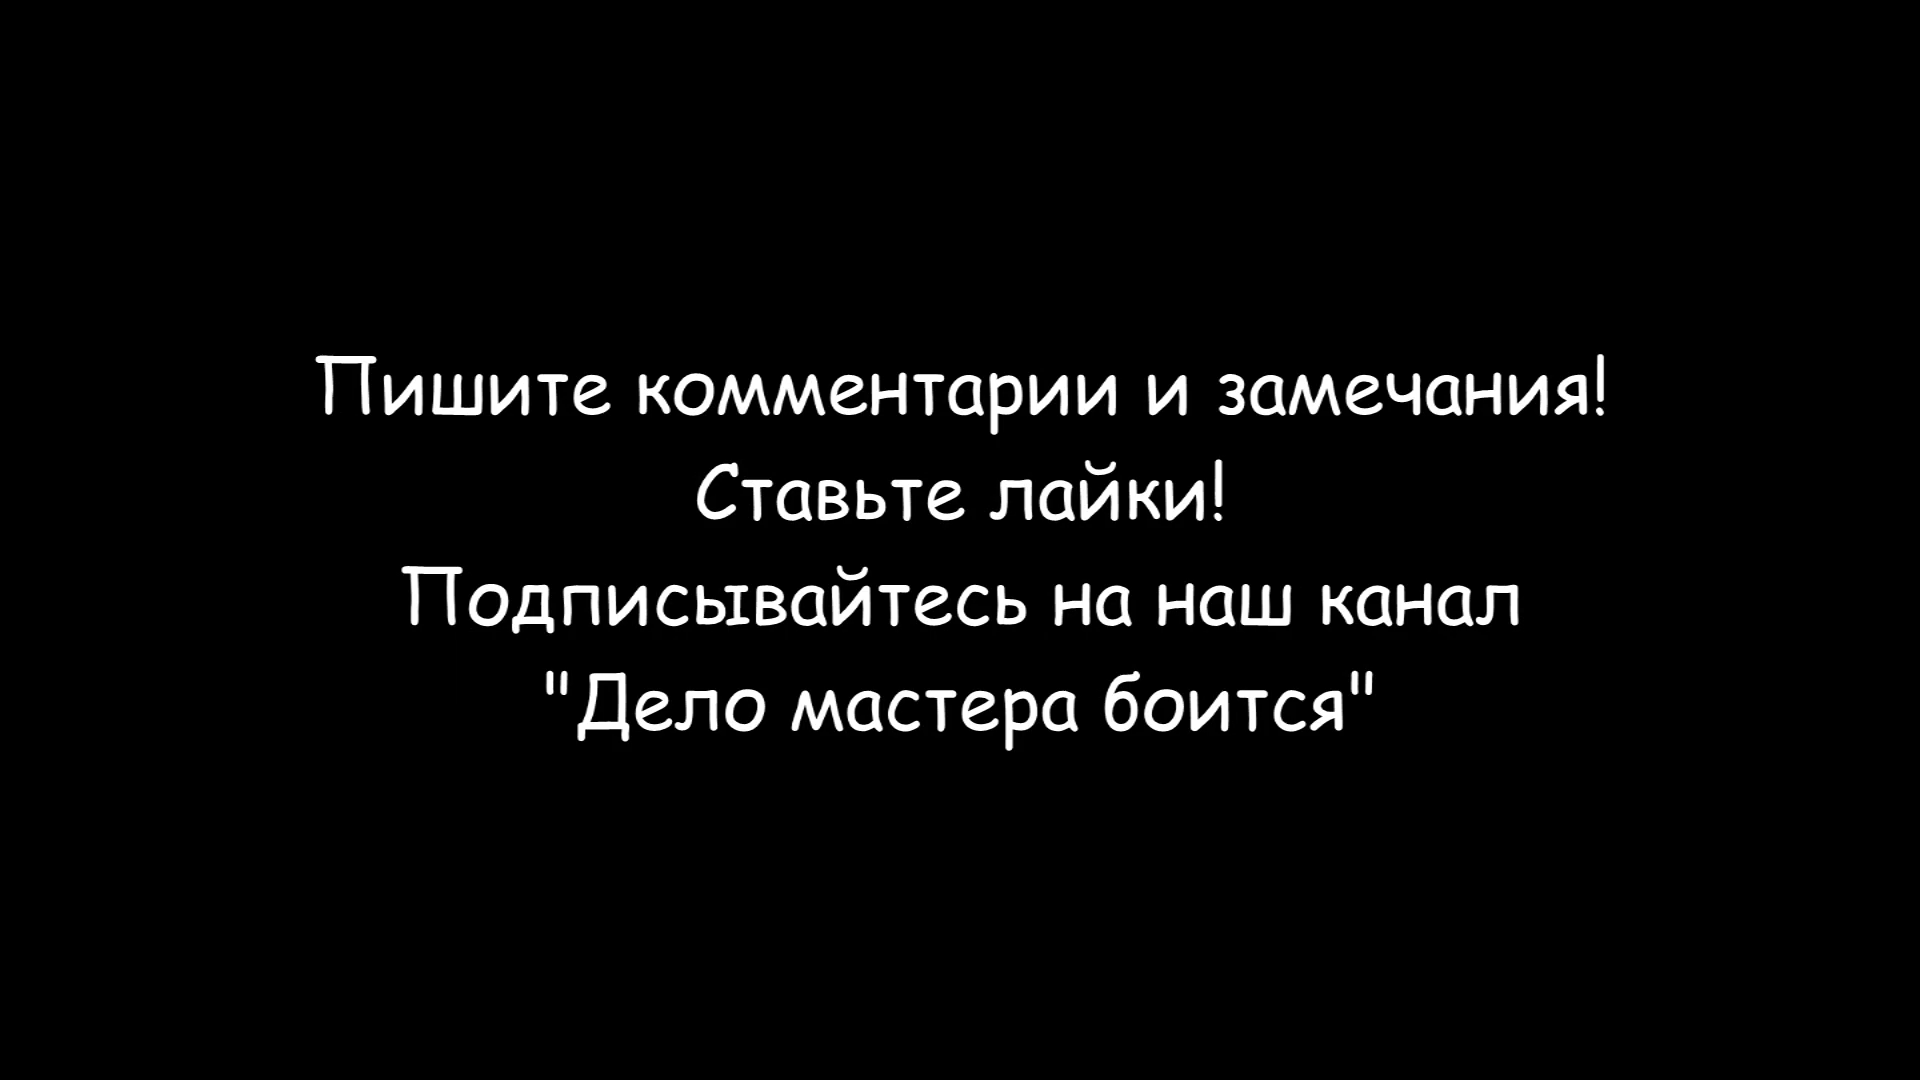 Пишите комментарии и замечания!
Ставьте лайки!
Подписывайтесь на наш канал
"Дело мастера боится"